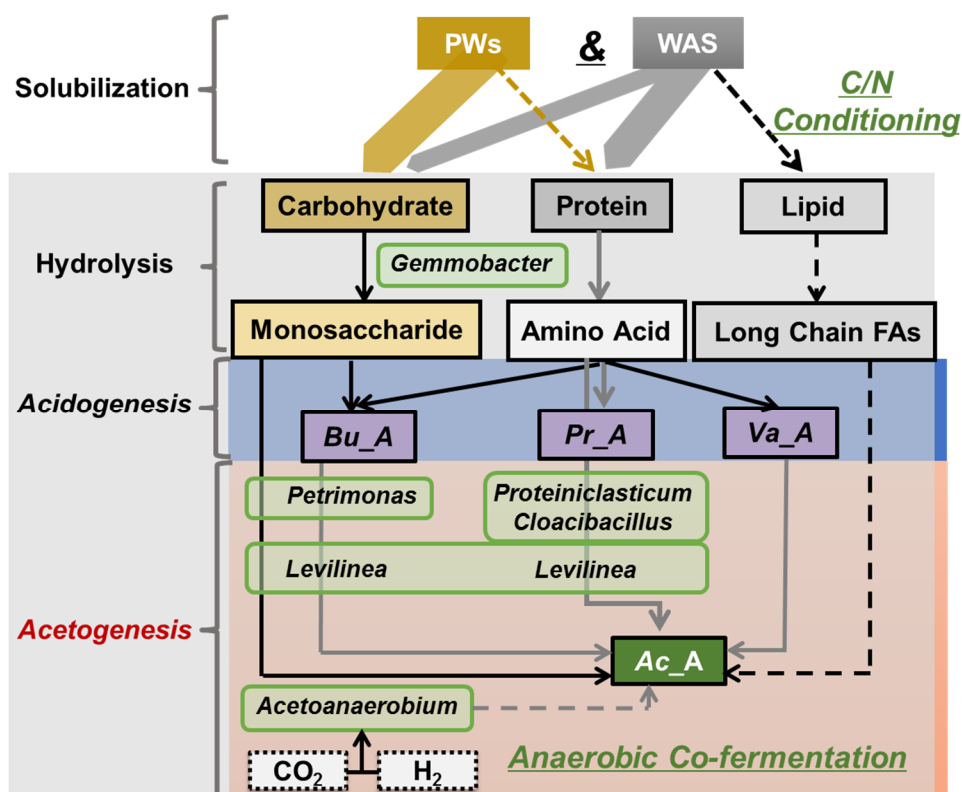 PWs & WAS
Solubilization
C/N
Conditioning
Carbohydrate Protein Lipid
Hydrolysis
Gemmobacter
Monosaccharide Amino Acid Long Chain FAs
Acidogenesis
Bu_A Pr_A Va_A
Petrimonas
Proteiniclasticum
Cloacibacillus
Levilinea Levilinea
Acetogenesis
Ac_A
Acetoanaerobium
CO₂ H₂
Anaerobic Co-fermentation